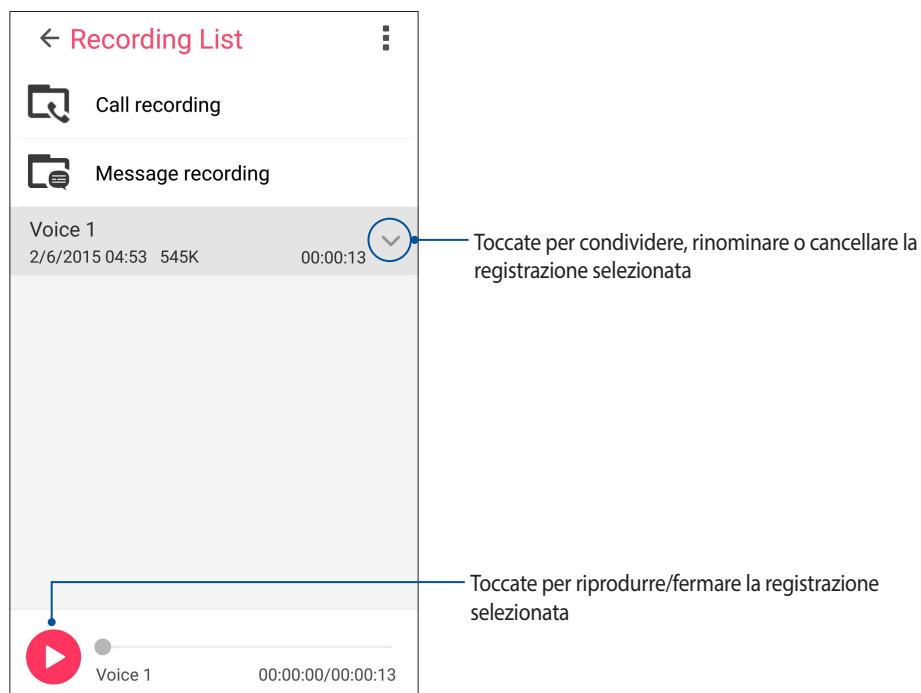 Recording List
Call recording
Message recording
Voice 1
2/6/2015 04:53 545K 00:00:13
Toccate per condividere, rinominare o cancellare la
registrazione selezionata
Toccate per riprodurre/fermare la registrazione
selezionata
Voice 1 00:00:00/00:00:13